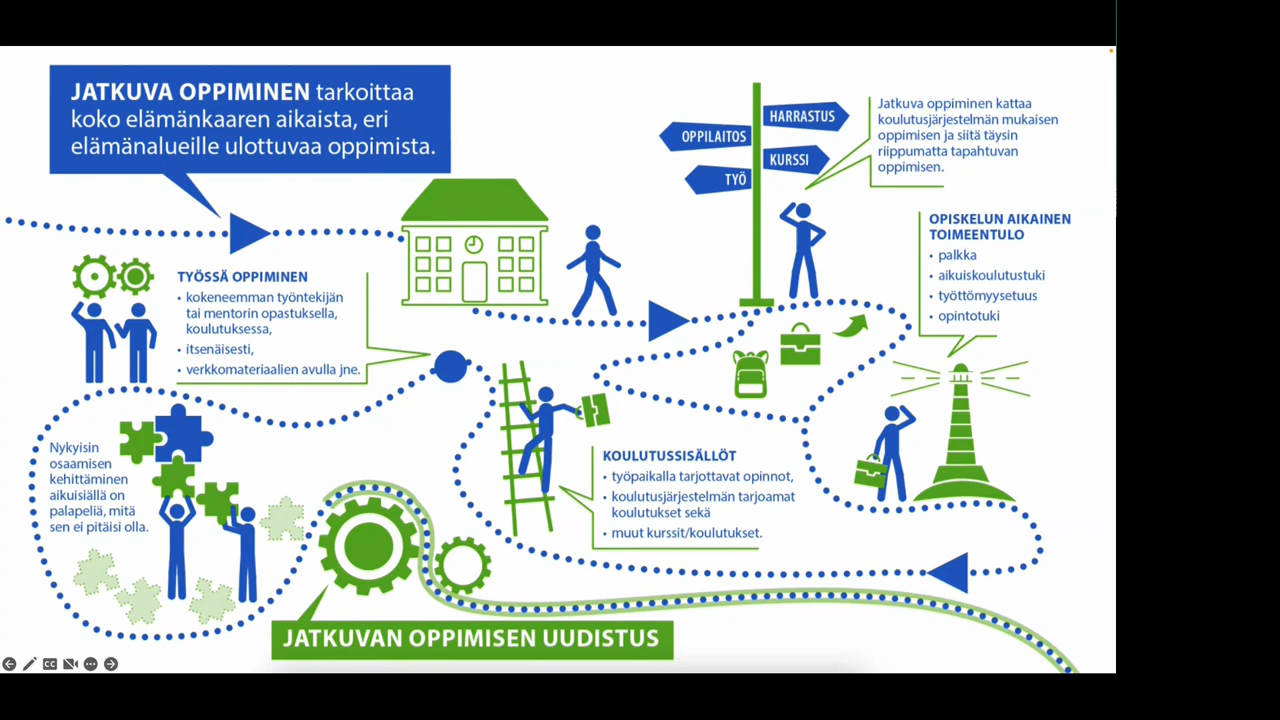 JATKUVA OPPIMINEN tarkoittaa
koko elämänkaaren aikaista, eri
elämänalueille ulottuvaa oppimista.
OPPILAITOS
HARRASTUS
KURSSI
TYÖ
Jatkuva oppiminen kattaa
koulutusjärjestelmän mukaisen
oppimisen ja siitä täysin
riippumatta tapahtuvan
oppimisen.
OPISKELUN AIKAINEN
TOIMEENTULO
• palkka
• aikuiskoulutustuki
• työttömyysetuus
• opintotuki
TYÖSSÄ OPPIMINEN
• kokeneemman työntekijän
tai mentorin opastuksella,
koulutuksessa,
• itsenäisesti,
• verkkomateriaalien avulla jne.
Nykyisin
osaamisen
kehittäminen
aikuisiällä on
palapeliä, mitä
sen ei pitäisi olla.
KOULUTUSSISÄLLÖT
• työpaikalla tarjottavat opinnot,
• koulutusjärjestelmän tarjoamat
koulutukset sekä
• muut kurssit/koulutukset.
JATKUVAN OPPIMISEN UUDISTUS
CC